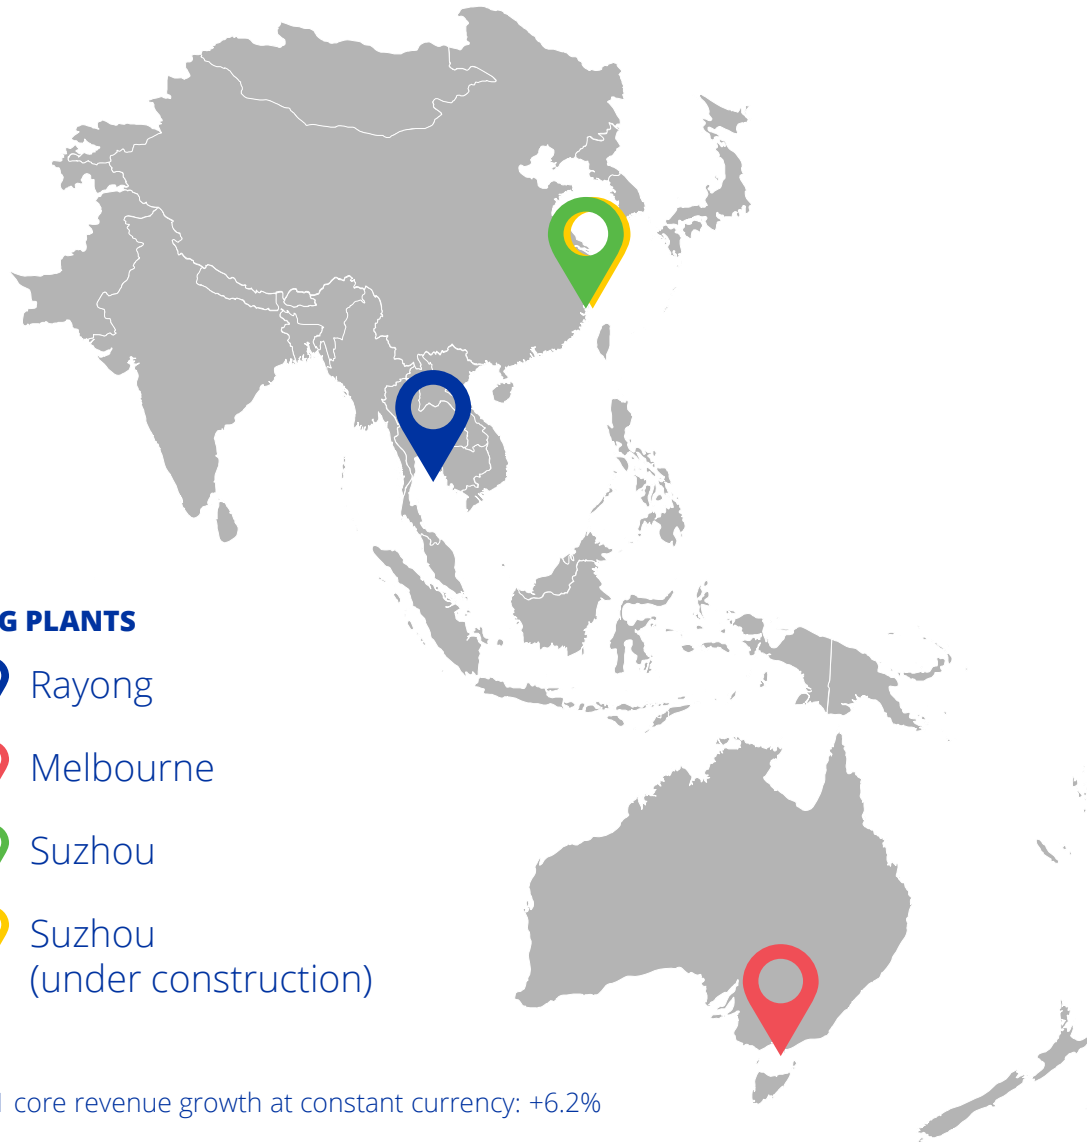 G PLANTS
Rayong
Melbourne
Suzhou
Suzhou
(under construction)
core revenue growth at constant currency: +6.2%